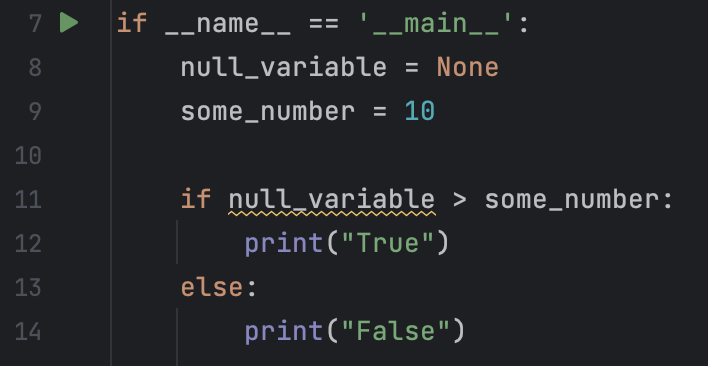 7 if __name__ == '__main__':
8     null_variable = None
9     some_number = 10
10
11     if null_variable > some_number:
12         print("True")
13     else:
14         print("False")